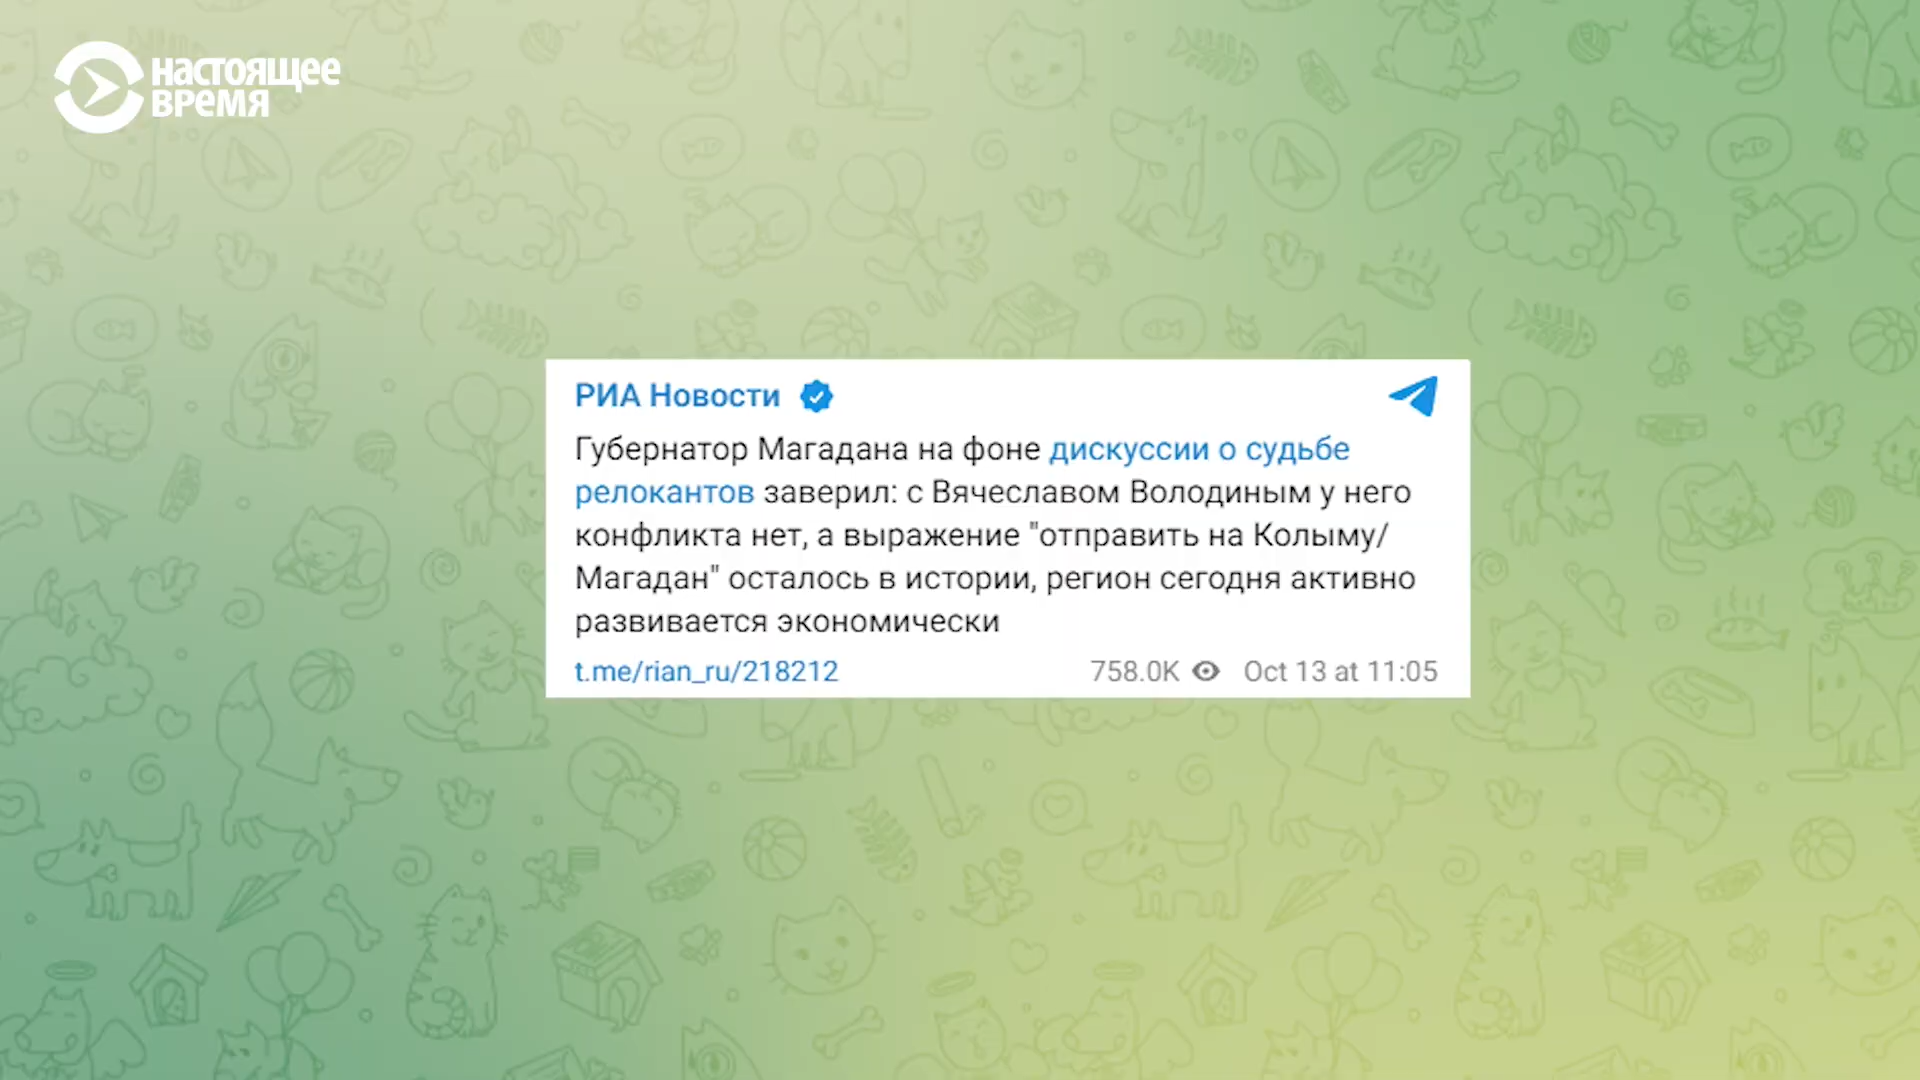 НАСТОЯЩЕЕ
ВРЕМЯ
РИА Новости
Губернатор Магадана на фоне дискуссии о судьбе
релокантов заверил: с Вячеславом Володиным у него
конфликта нет, а выражение "отправить на Колыму/
Магадан" осталось в истории, регион сегодня активно
развивается экономически
t.me/rian_ru/218212
758.0K Oct 13 at 11:05